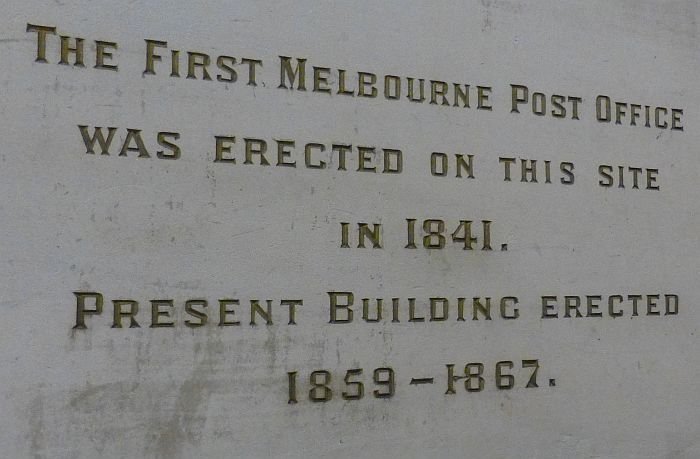 The First Melbourne Post Office
was erected on this site
in 1841.
Present Building erected
1859-1867.